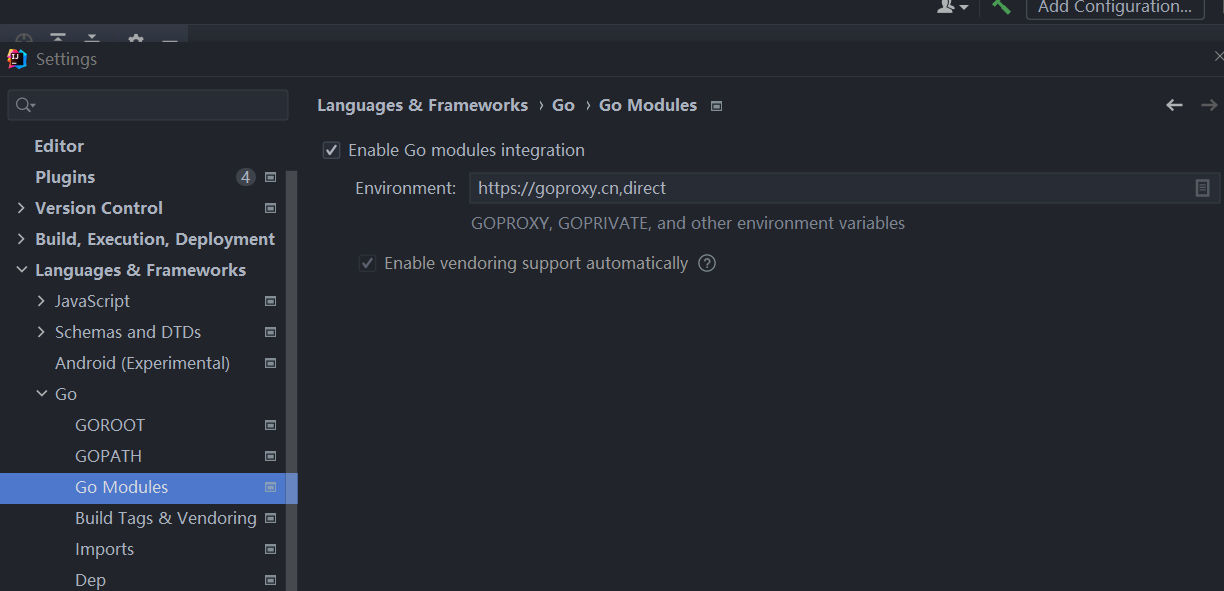 Add Configuration...
Settings
Languages & Frameworks › Go › Go Modules
Editor
Plugins 4
Version Control
Build, Execution, Deployment
Languages & Frameworks
JavaScript
Schemas and DTDs
Android (Experimental)
Go
GOROOT
GOPATH
Go Modules
Build Tags & Vendoring
Imports
Dep
Enable Go modules integration
Environment: https://goproxy.cn,direct
GOPROXY, GOPRIVATE, and other environment variables
Enable vendoring support automatically ?